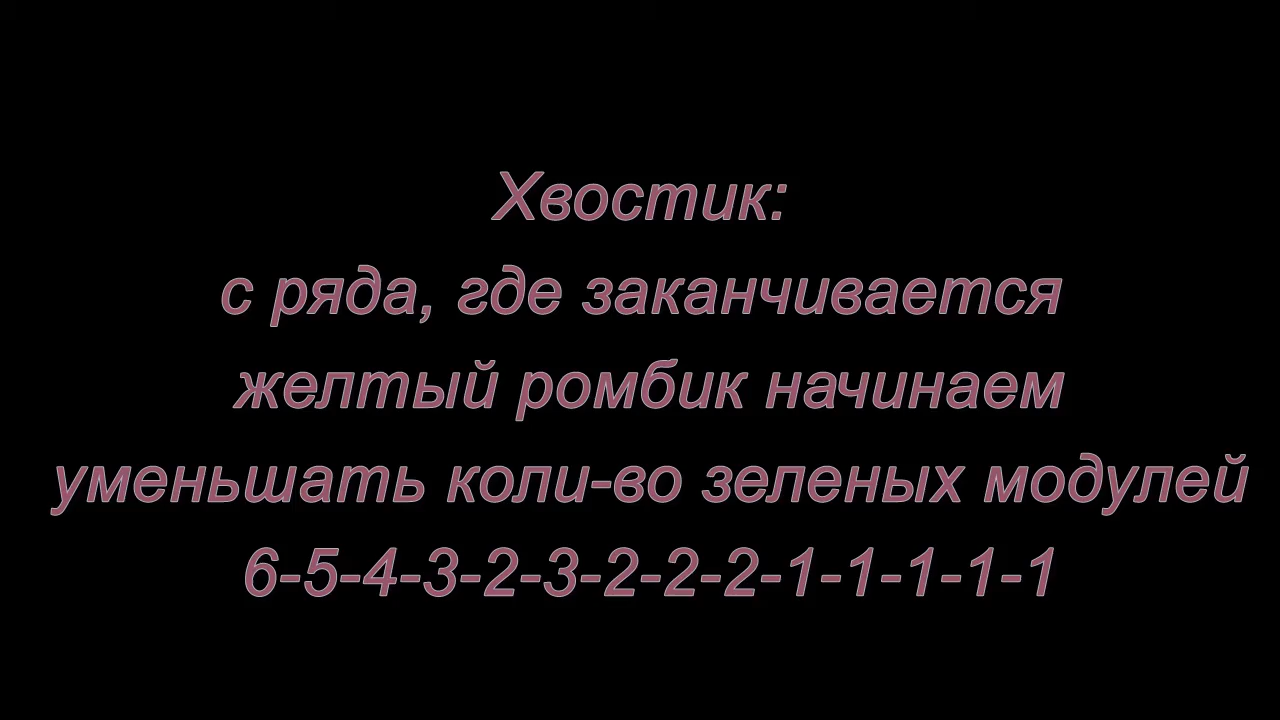 Хвостик:
с ряда, где заканчивается
желтый ромбик начинаем
уменьшать коли-во зеленых модулей
6-5-4-3-2-3-2-2-2-1-1-1-1-1